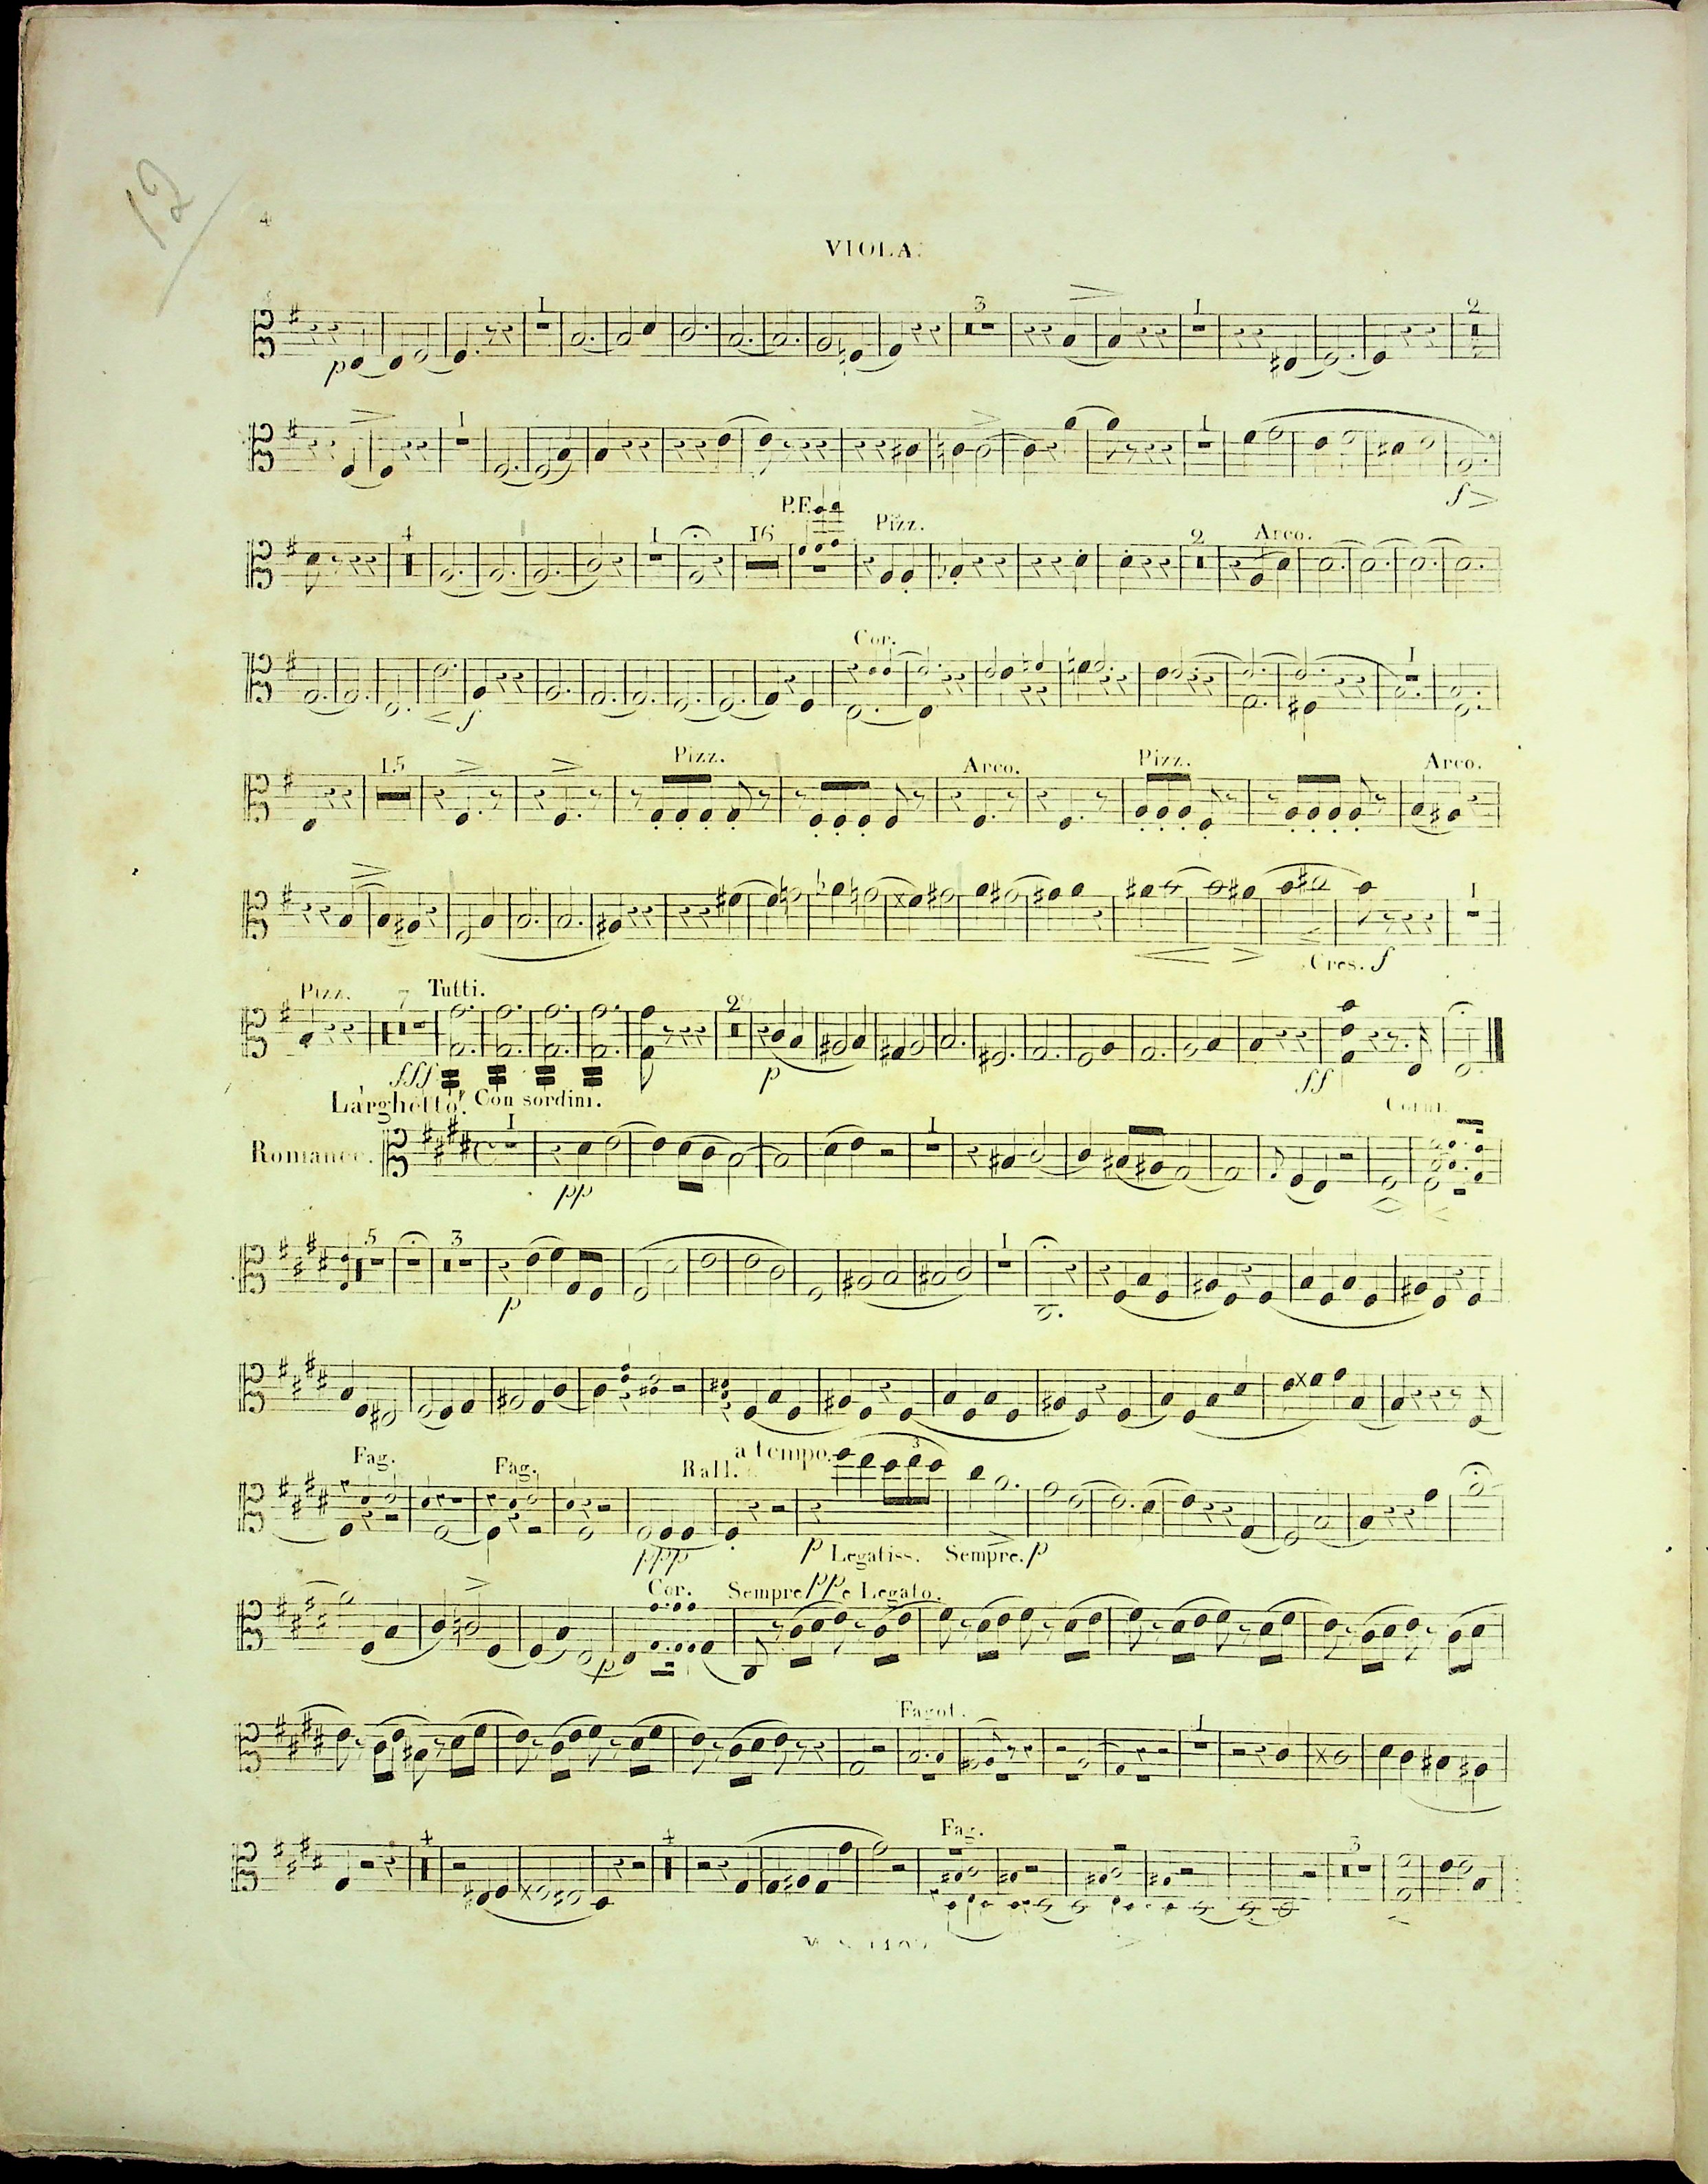 12
4
VIOLA.
1 3 1 2
p
1 1
f
P.F.
4 1 16 Pizz. 2 Arco.
Cor.
1
f
15 Pizz. Arco. Pizz. Arco.
1
Cres. f
Pizz. 7 Tutti. 2
fff p ff
Larghetto. Con sordini. Corni.
Romance. 1 1
pp
5 3 1
p
Fag. Fag. Rall. a tempo. 3
ppp p Legatiss. Sempre. p
Cor. Sempre pp e Legato.
p
Fagot. 1
4 4 Fag. 3